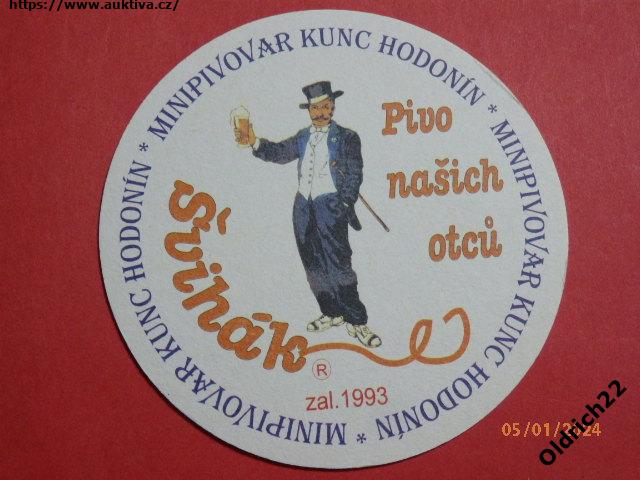 https://www.auktiva.cz/
MINIPIVOVAR KUNC HODONÍN * MINIPIVOVAR KUNC HODONÍN * MINIPIVOVAR KUNC HODONÍN *
Pivo
našich
otců
Švihák
®
zal.1993
05/01/2024
Oldrich22